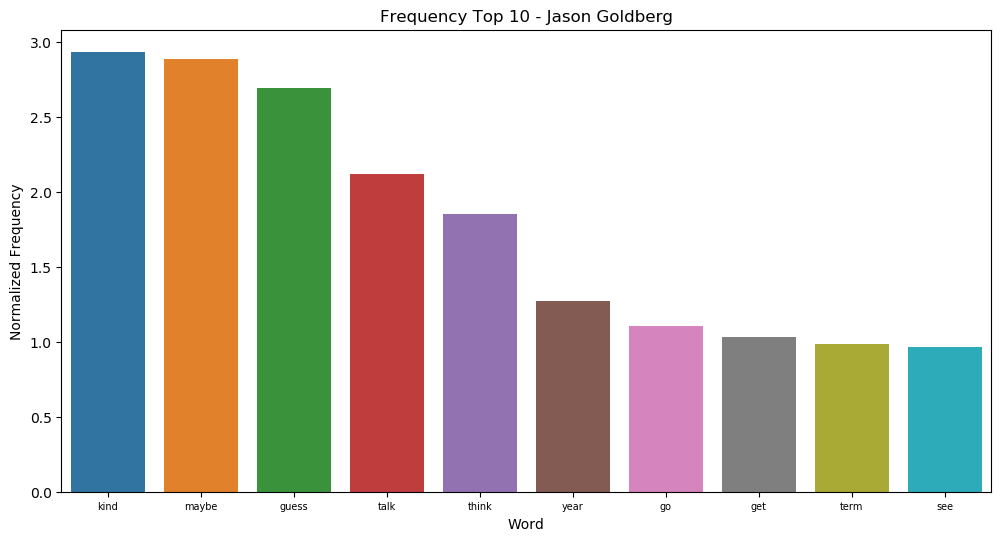 Frequency Top 10 - Jason Goldberg
3.0
2.5
2.0
1.5
1.0
0.5
0.0
Normalized Frequency
kind maybe guess talk think year go get term see
Word